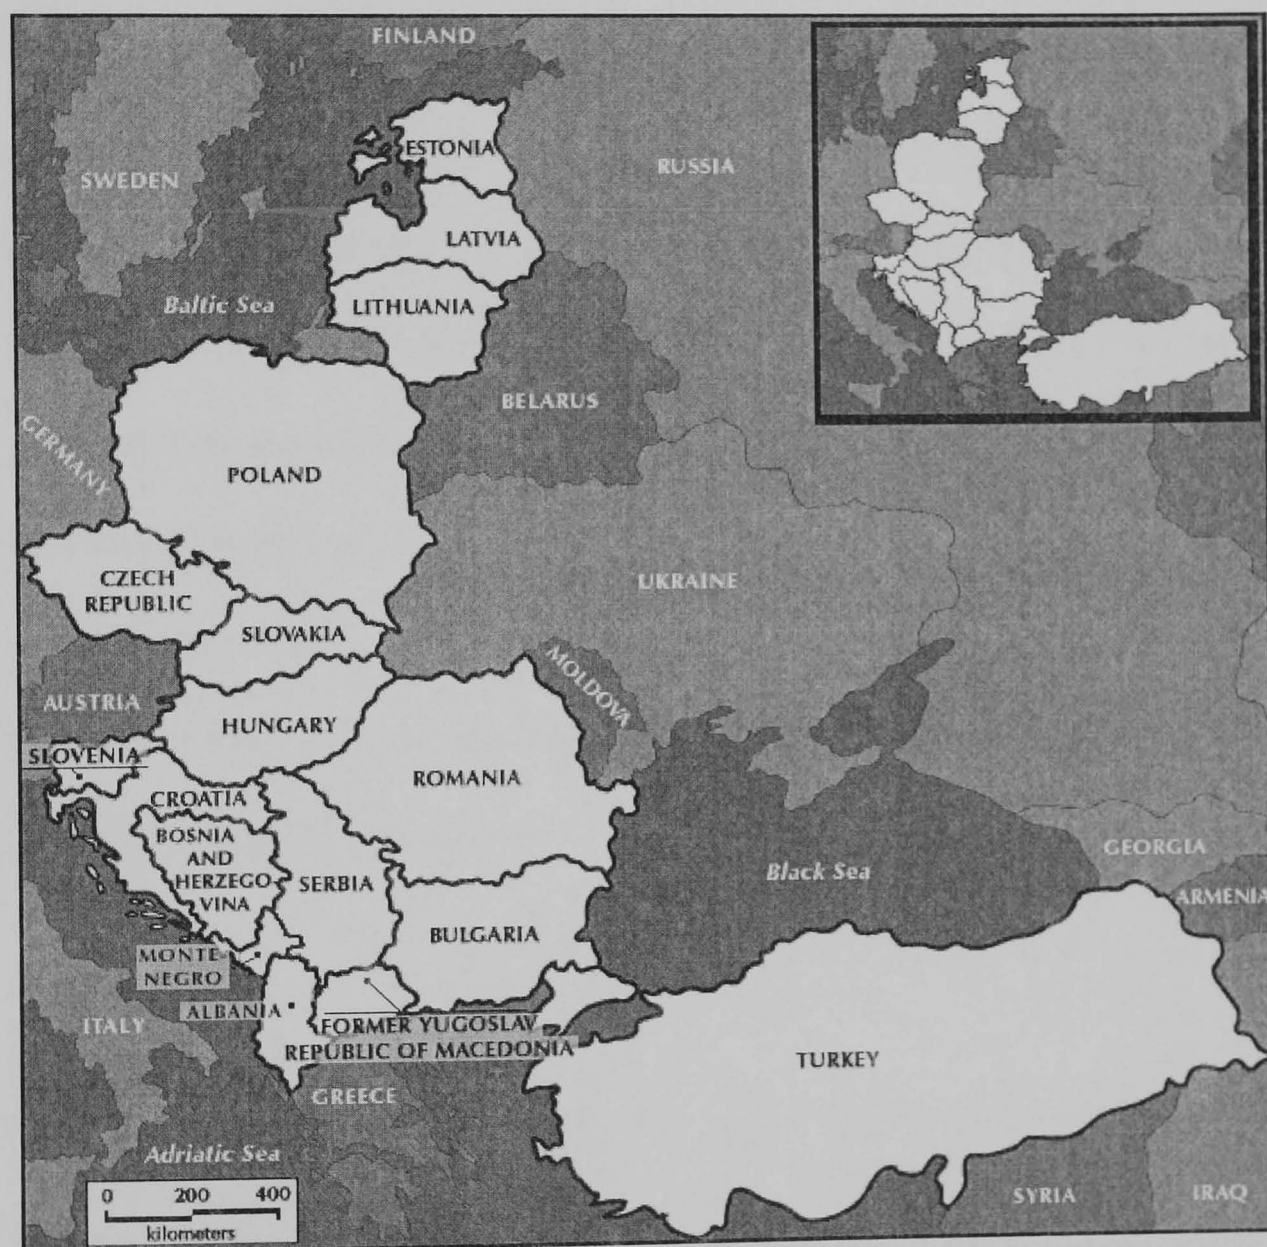 FINLAND
SWEDEN
ESTONIA
RUSSIA
LATVIA
Baltic Sea
LITHUANIA
BELARUS
GERMANY
POLAND
CZECH
REPUBLIC
UKRAINE
SLOVAKIA
MOLDOVA
AUSTRIA
HUNGARY
SLOVENIA
ROMANIA
CROATIA
BOSNIA
AND
HERZEGO
VINA
SERBIA
Black Sea
GEORGIA
ARMENIA
BULGARIA
MONTE-
NEGRO
ALBANIA
ITALY
FORMER YUGOSLAV
REPUBLIC OF MACEDONIA
TURKEY
GREECE
Adriatic Sea
SYRIA
IRAQ
0 200 400
kilometers